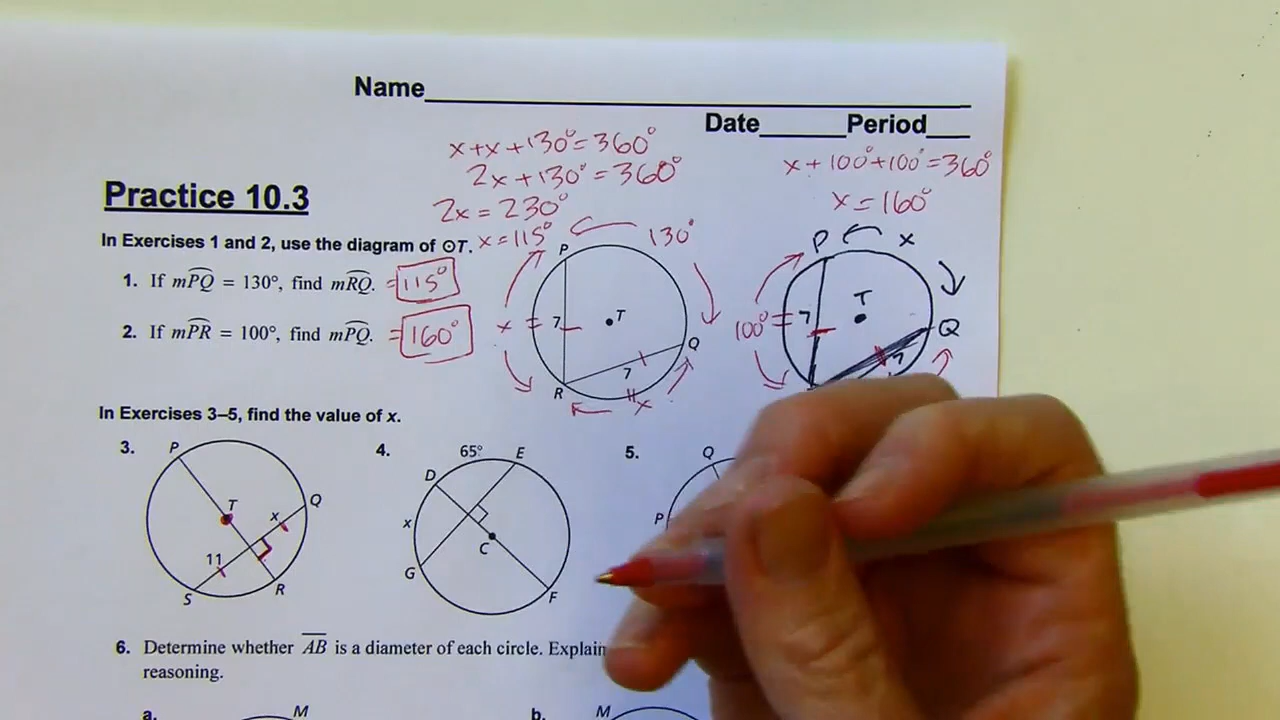 Name
Date Period
x+x+130°=360°
2x+130°=360°
2x=230°
x=115°
x+100°+100°=360°
x=160°
Practice 10.3
In Exercises 1 and 2, use the diagram of ⊙T.
1. If mPQ = 130°, find mRQ. =115°
2. If mPR = 100°, find mPQ. =160°
P 130°
x 7 T
Q
7
R x
P x
T
100° 7
Q
7
In Exercises 3–5, find the value of x.
3. P
T x Q
11
S R
4. 65° E
D
x
C
G
F
5. Q
P
6. Determine whether AB is a diameter of each circle. Explain
reasoning.
a. M
b. M